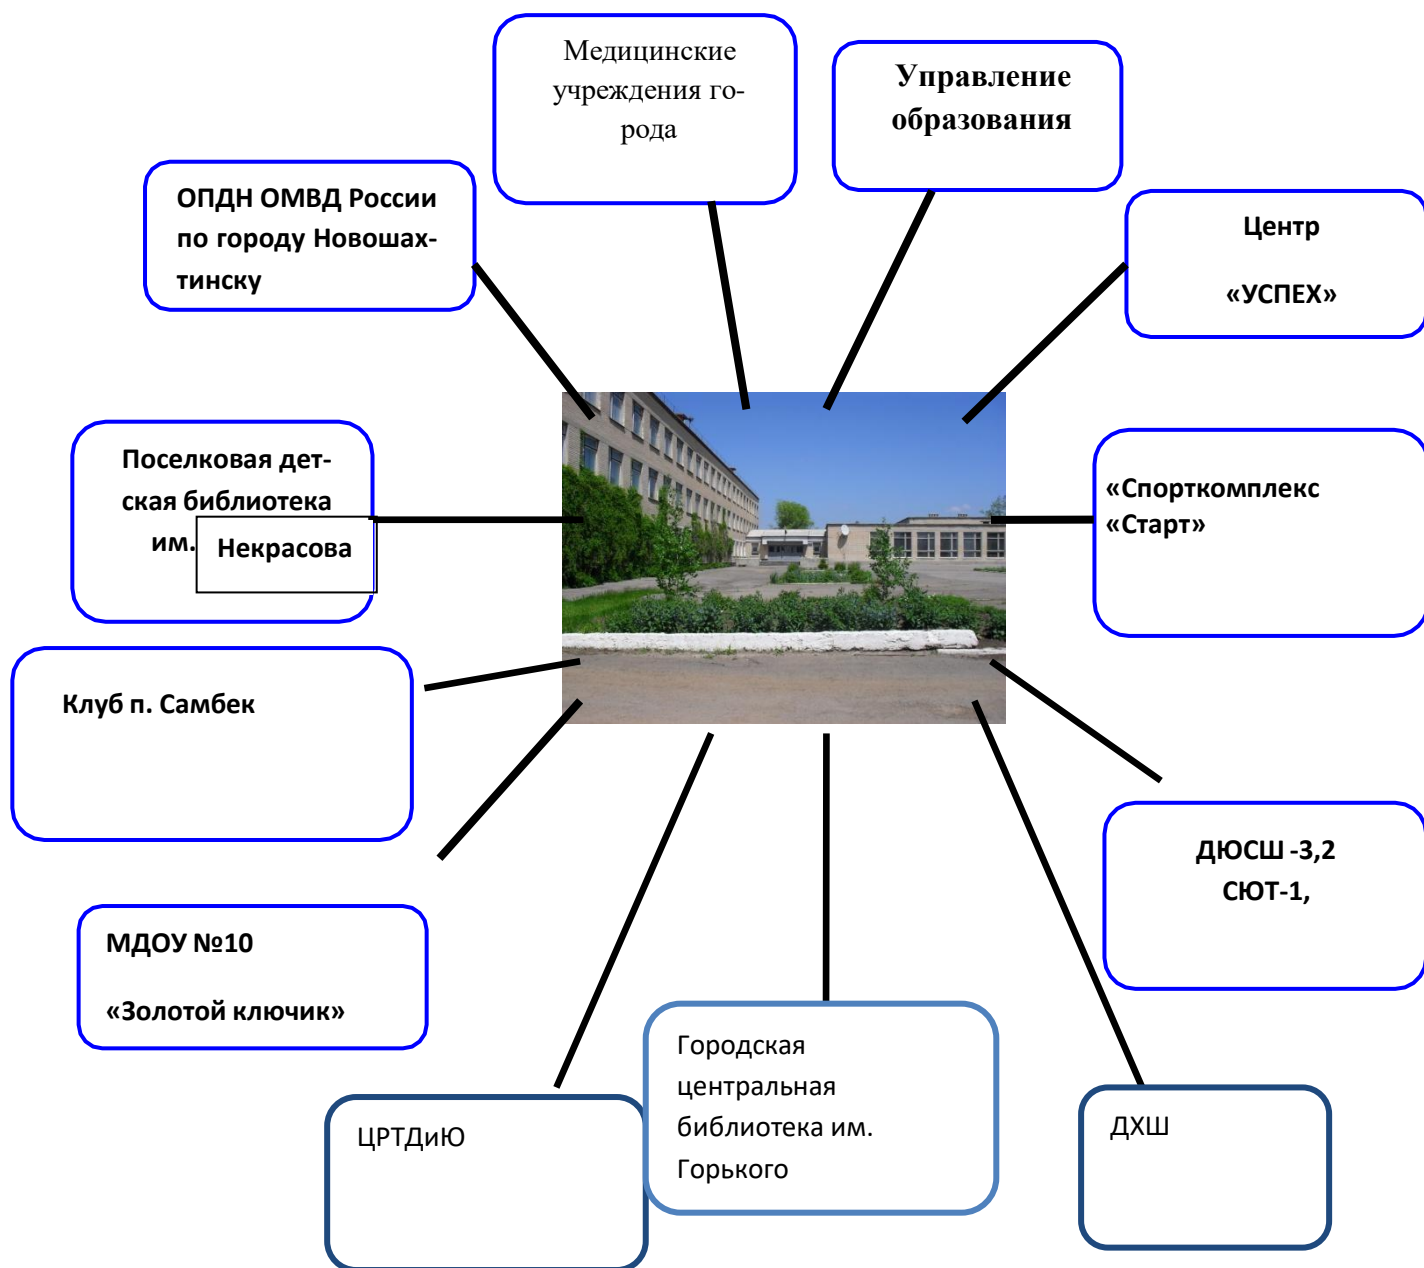 Медицинские
учреждения го-
рода
Управление
образования
ОПДН ОМВД России
по городу Новошах-
тинску
Центр
«УСПЕХ»
Поселковая дет-
ская библиотека
им. Некрасова
«Спорткомплекс
«Старт»
Клуб п. Самбек
ДЮСШ -3,2
СЮТ-1,
МДОУ №10
«Золотой ключик»
Городская
центральная
библиотека им.
Горького
ЦРТДиЮ
ДХШ